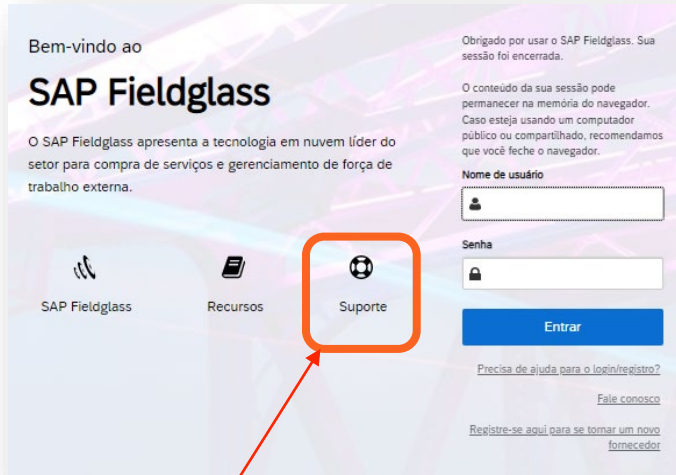 Bem-vindo ao
SAP Fieldglass
O SAP Fieldglass apresenta a tecnologia em nuvem líder do
setor para compra de serviços e gerenciamento de força de
trabalho externa.
SAP Fieldglass
Recursos
Suporte
Obrigado por usar o SAP Fieldglass. Sua
sessão foi encerrada.
O conteúdo da sua sessão pode
permanecer na memória do navegador.
Caso esteja usando um computador
público ou compartilhado, recomendamos
que você feche o navegador.
Nome de usuário
Senha
Entrar
Precisa de ajuda para o login/registro?
Fale conosco
Registre-se aqui para se tornar um novo
fornecedor